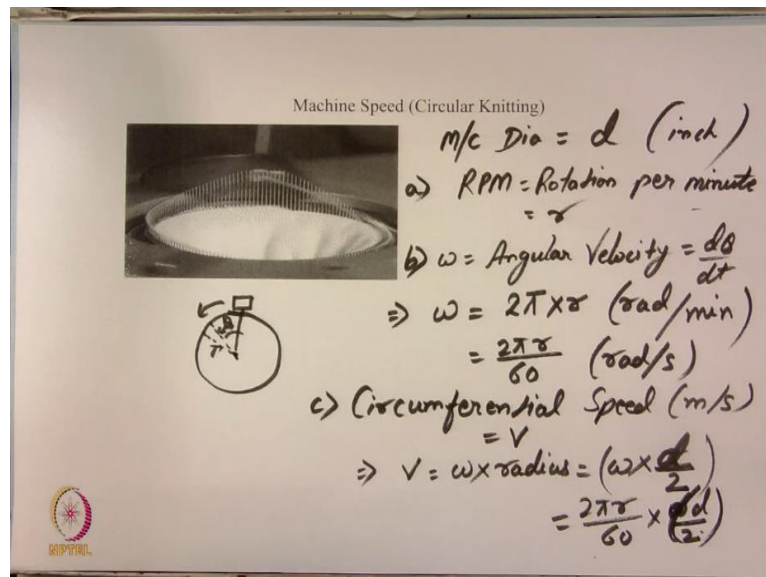 Machine Speed (Circular Knitting)
M/c Dia = d (inch)
a) RPM = Rotation per minute
= r
b) ω = Angular Velocity = dθ/dt
⇒ ω = 2π × r (rad/min)
= 2πr/60 (rad/s)
c) Circumferential Speed (m/s)
= V
⇒ V = ω × radius = (ω × d/2)
= 2πr/60 × (d/2)
θ
r
NPTEL